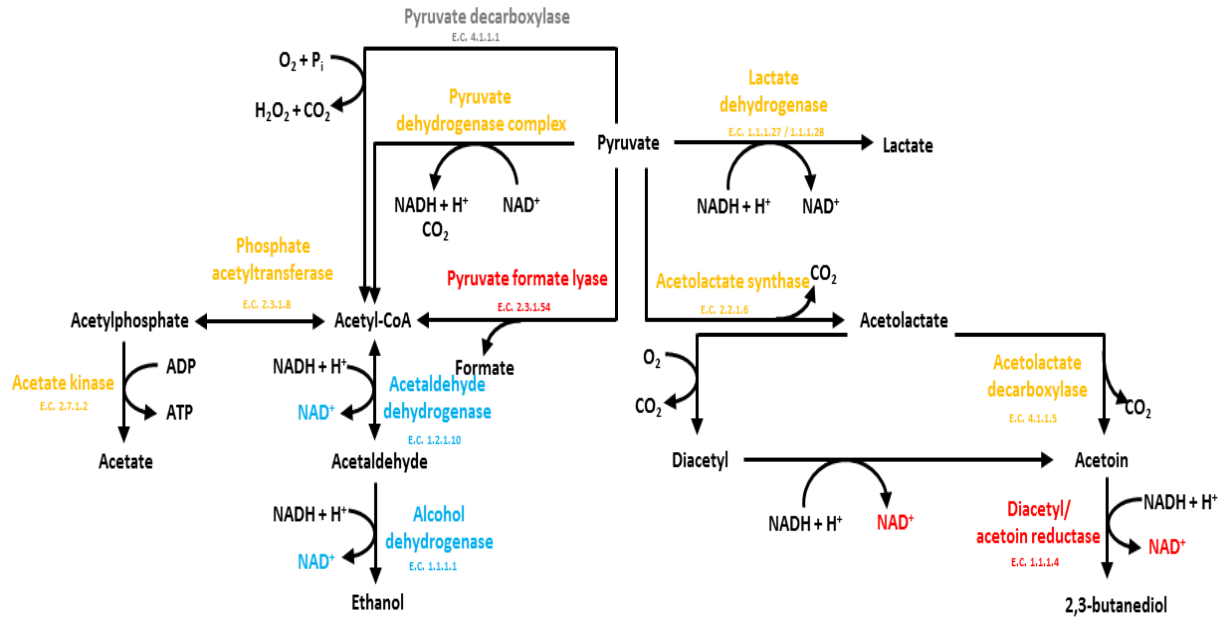 Pyruvate decarboxylase
E.C. 4.1.1.1
O2 + Pi
H2O2 + CO2
Pyruvate
dehydrogenase complex
NADH + H+
CO2
NAD+
Pyruvate
Lactate
dehydrogenase
E.C. 1.1.1.27 / 1.1.1.28
Lactate
NADH + H+
NAD+
Phosphate
acetyltransferase
E.C. 2.3.1.8
Pyruvate formate lyase
E.C. 2.3.1.54
Acetolactate synthase
E.C. 2.2.1.6
CO2
Acetylphosphate
Acetyl-CoA
Acetolactate
Formate
ADP
Acetate kinase
E.C. 2.7.1.2
ATP
Acetate
NADH + H+
NAD+
Acetaldehyde
dehydrogenase
E.C. 1.2.1.10
Acetaldehyde
O2
CO2
Acetolactate
decarboxylase
E.C. 4.1.1.5
CO2
Diacetyl
Acetoin
NADH + H+
NAD+
Alcohol
dehydrogenase
E.C. 1.1.1.1
Ethanol
NADH + H+
NAD+
Diacetyl/
acetoin reductase
E.C. 1.1.1.4
NADH + H+
NAD+
2,3-butanediol